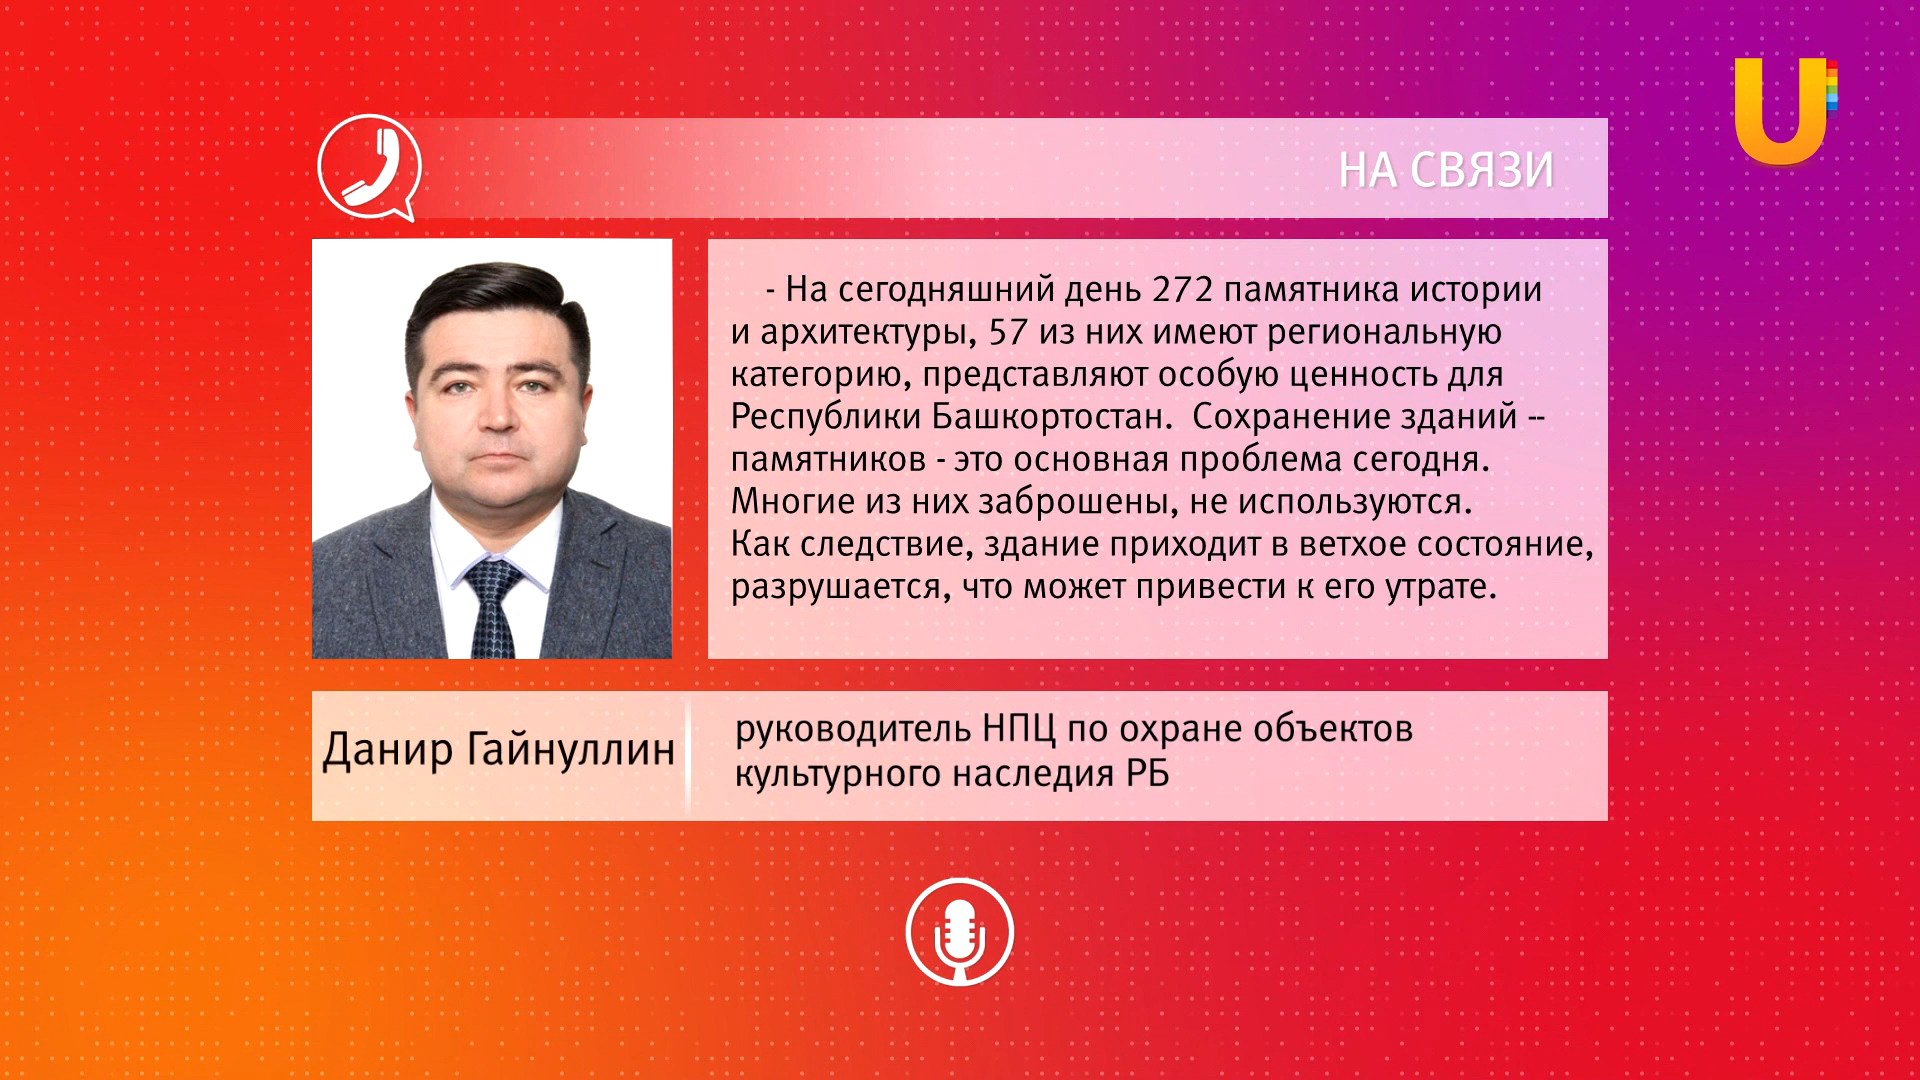 U
НА СВЯЗИ
- На сегодняшний день 272 памятника истории
и архитектуры, 57 из них имеют региональную
категорию, представляют особую ценность для
Республики Башкортостан. Сохранение зданий --
памятников - это основная проблема сегодня.
Многие из них заброшены, не используются.
Как следствие, здание приходит в ветхое состояние,
разрушается, что может привести к его утрате.
Данир Гайнуллин
руководитель НПЦ по охране объектов
культурного наследия РБ